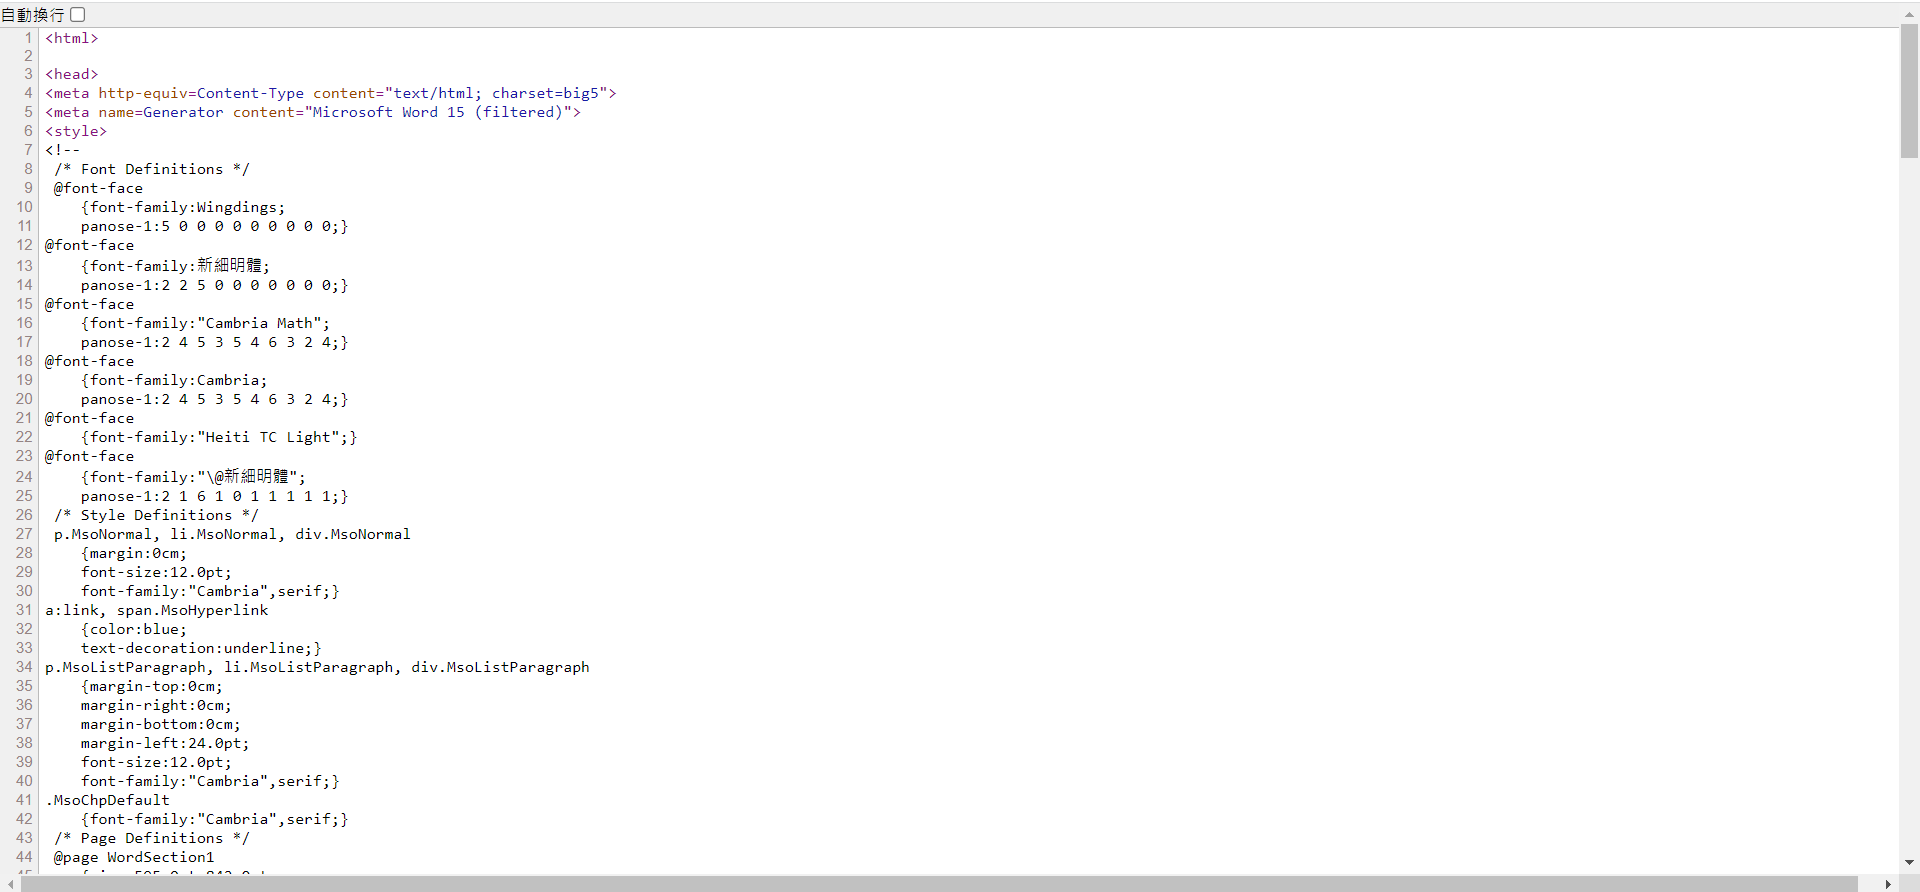 自動換行
1 <html>
2
3 <head>
4 <meta http-equiv=Content-Type content="text/html; charset=big5">
5 <meta name=Generator content="Microsoft Word 15 (filtered)">
6 <style>
7 <!--
8  /* Font Definitions */
9  @font-face
10     {font-family:Wingdings;
11     panose-1:5 0 0 0 0 0 0 0 0 0;}
12 @font-face
13     {font-family:新細明體;
14     panose-1:2 2 5 0 0 0 0 0 0 0;}
15 @font-face
16     {font-family:"Cambria Math";
17     panose-1:2 4 5 3 5 4 6 3 2 4;}
18 @font-face
19     {font-family:Cambria;
20     panose-1:2 4 5 3 5 4 6 3 2 4;}
21 @font-face
22     {font-family:"Heiti TC Light";}
23 @font-face
24     {font-family:"\@新細明體";
25     panose-1:2 1 6 1 0 1 1 1 1 1;}
26  /* Style Definitions */
27  p.MsoNormal, li.MsoNormal, div.MsoNormal
28     {margin:0cm;
29     font-size:12.0pt;
30     font-family:"Cambria",serif;}
31 a:link, span.MsoHyperlink
32     {color:blue;
33     text-decoration:underline;}
34 p.MsoListParagraph, li.MsoListParagraph, div.MsoListParagraph
35     {margin-top:0cm;
36     margin-right:0cm;
37     margin-bottom:0cm;
38     margin-left:24.0pt;
39     font-size:12.0pt;
40     font-family:"Cambria",serif;}
41 .MsoChpDefault
42     {font-family:"Cambria",serif;}
43  /* Page Definitions */
44  @page WordSection1